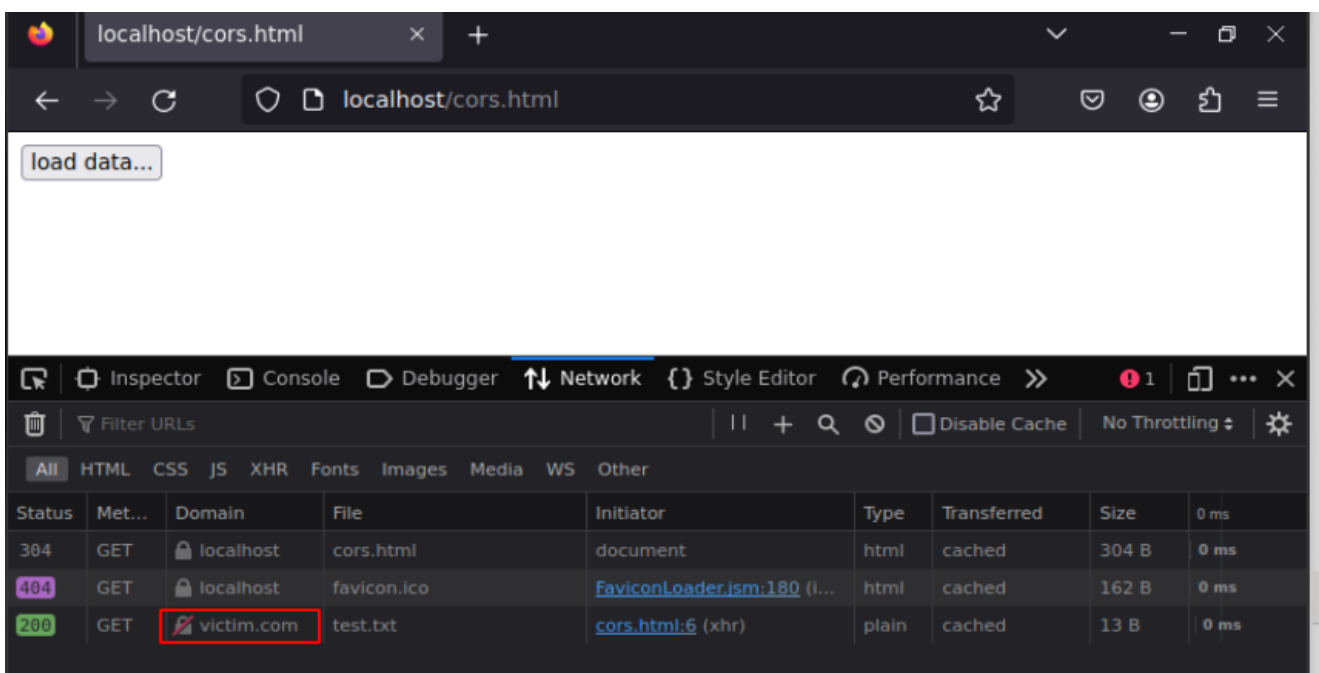 localhost/cors.html
localhost/cors.html
load data...
Inspector Console Debugger Network {} Style Editor Performance 1
Filter URLs Disable Cache No Throttling
All HTML CSS JS XHR Fonts Images Media WS Other
Status Met... Domain File Initiator Type Transferred Size 0 ms
304 GET localhost cors.html document html cached 304 B 0 ms
404 GET localhost favicon.ico FaviconLoader.jsm:180 (i... html cached 162 B 0 ms
200 GET victim.com test.txt cors.html:6 (xhr) plain cached 13 B 0 ms